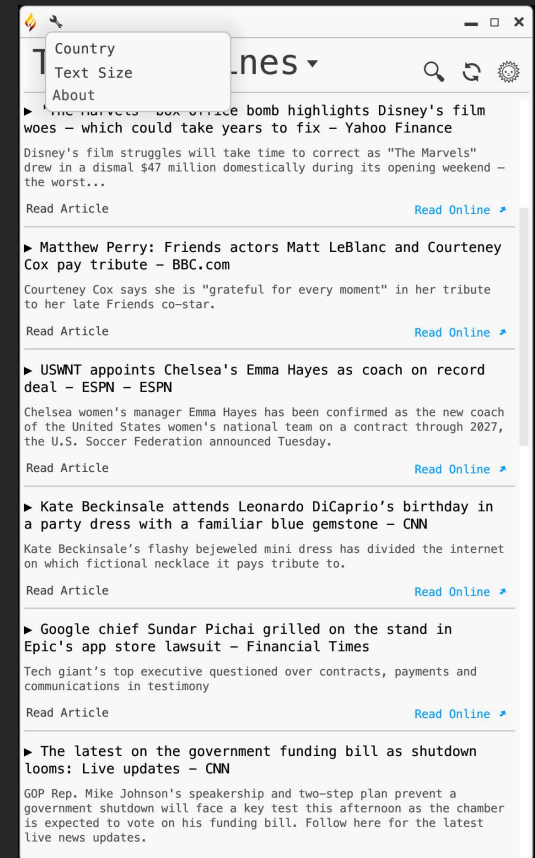 Country
Text Size
About
▶ "The Marvels" box office bomb highlights Disney's film
woes – which could take years to fix – Yahoo Finance
Disney's film struggles will take time to correct as "The Marvels"
drew in a dismal $47 million domestically during its opening weekend –
the worst...
Read Article
Read Online
▶ Matthew Perry: Friends actors Matt LeBlanc and Courteney
Cox pay tribute – BBC.com
Courteney Cox says she is "grateful for every moment" in her tribute
to her late Friends co-star.
Read Article
Read Online
▶ USWNT appoints Chelsea's Emma Hayes as coach on record
deal – ESPN – ESPN
Chelsea women's manager Emma Hayes has been confirmed as the new coach
of the United States women's national team on a contract through 2027,
the U.S. Soccer Federation announced Tuesday.
Read Article
Read Online
▶ Kate Beckinsale attends Leonardo DiCaprio’s birthday in
a party dress with a familiar blue gemstone – CNN
Kate Beckinsale’s flashy bejeweled mini dress has divided the internet
on which fictional necklace it pays tribute to.
Read Article
Read Online
▶ Google chief Sundar Pichai grilled on the stand in
Epic's app store lawsuit – Financial Times
Tech giant’s top executive questioned over contracts, payments and
communications in testimony
Read Article
Read Online
▶ The latest on the government funding bill as shutdown
looms: Live updates – CNN
GOP Rep. Mike Johnson's speakership and two-step plan prevent a
government shutdown will face a key test this afternoon as the chamber
is expected to vote on his funding bill. Follow here for the latest
live news updates.